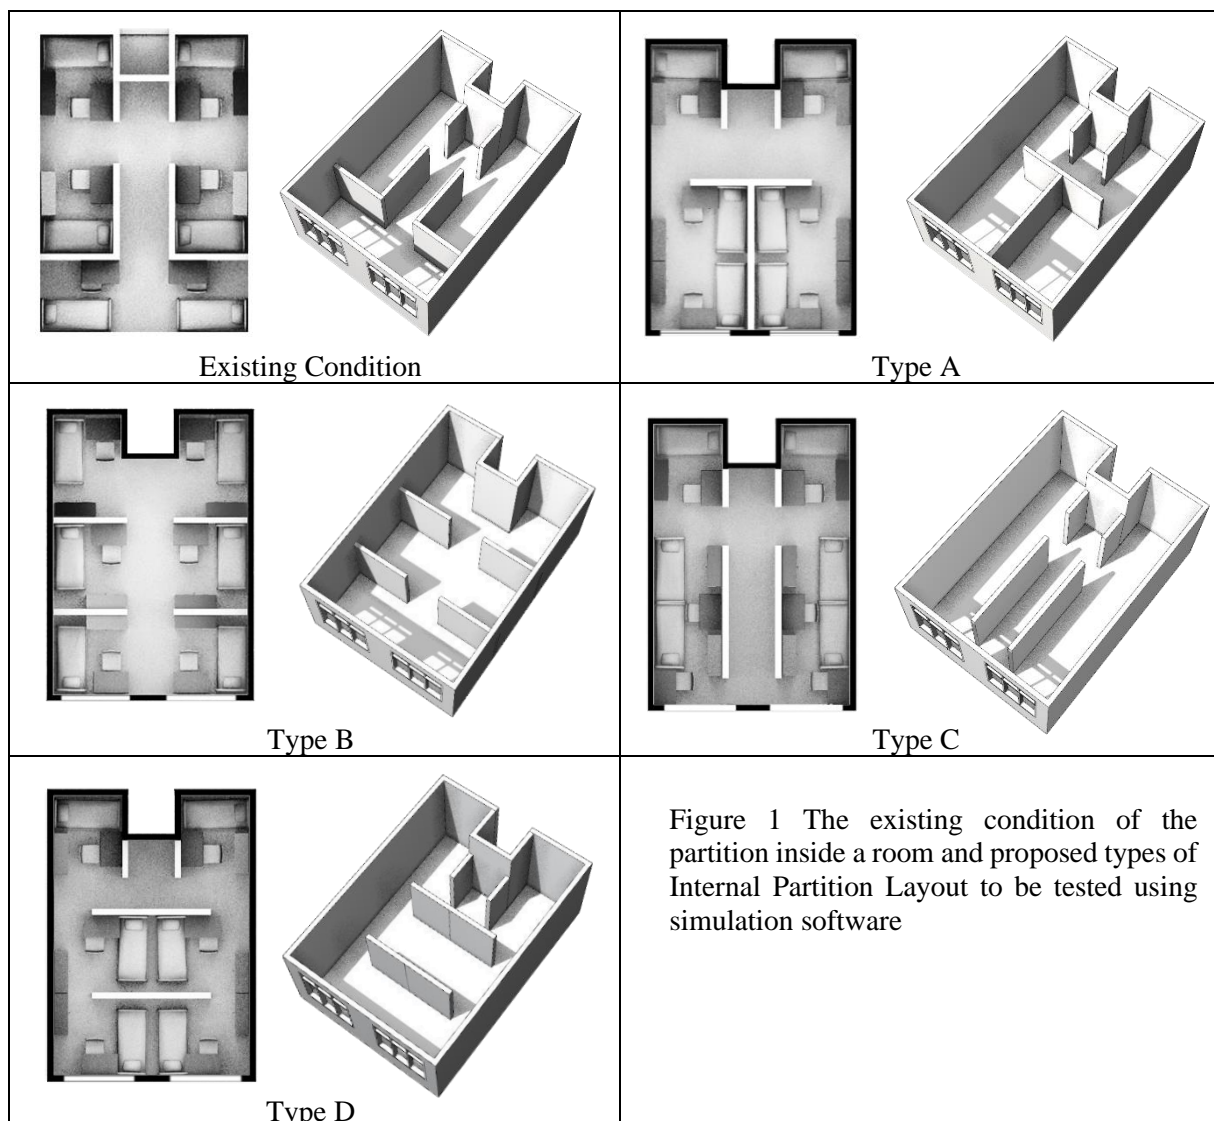 Existing Condition
Type A
Type B
Type C
Type D
Figure 1 The existing condition of the
partition inside a room and proposed types of
Internal Partition Layout to be tested using
simulation software